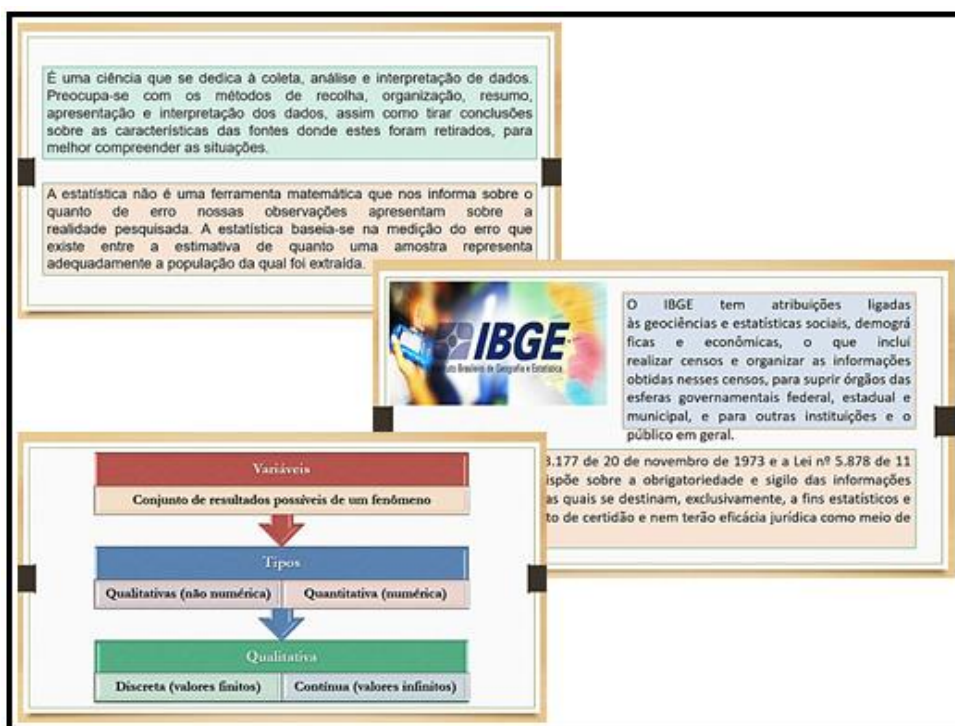 É uma ciência que se dedica à coleta, análise e interpretação de dados.
Preocupa-se com os métodos de recolha, organização, resumo,
apresentação e interpretação dos dados, assim como tirar conclusões
sobre as características das fontes donde estes foram retirados, para
melhor compreender as situações.
A estatística não é uma ferramenta matemática que nos informa sobre o
quanto de erro nossas observações apresentam sobre a
realidade pesquisada. A estatística baseia-se na medição do erro que
existe entre a estimativa de quanto uma amostra representa
adequadamente a população da qual foi extraída.
IBGE
Instituto Brasileiro de Geografia e Estatística
O IBGE tem atribuições ligadas
às geociências e estatísticas sociais, demográ
ficas e econômicas, o que inclui
realizar censos e organizar as informações
obtidas nesses censos, para suprir órgãos das
esferas governamentais federal, estadual e
municipal, e para outras instituições e o
público em geral.
3.177 de 20 de novembro de 1973 e a Lei nº 5.878 de 11
ispõe sobre a obrigatoriedade e sigilo das informações
as quais se destinam, exclusivamente, a fins estatísticos e
to de certidão e nem terão eficácia jurídica como meio de
Variáveis
Conjunto de resultados possíveis de um fenômeno
Tipos
Qualitativas (não numérica) Quantitativa (numérica)
Qualitativa
Discreta (valores finitos) Contínua (valores infinitos)